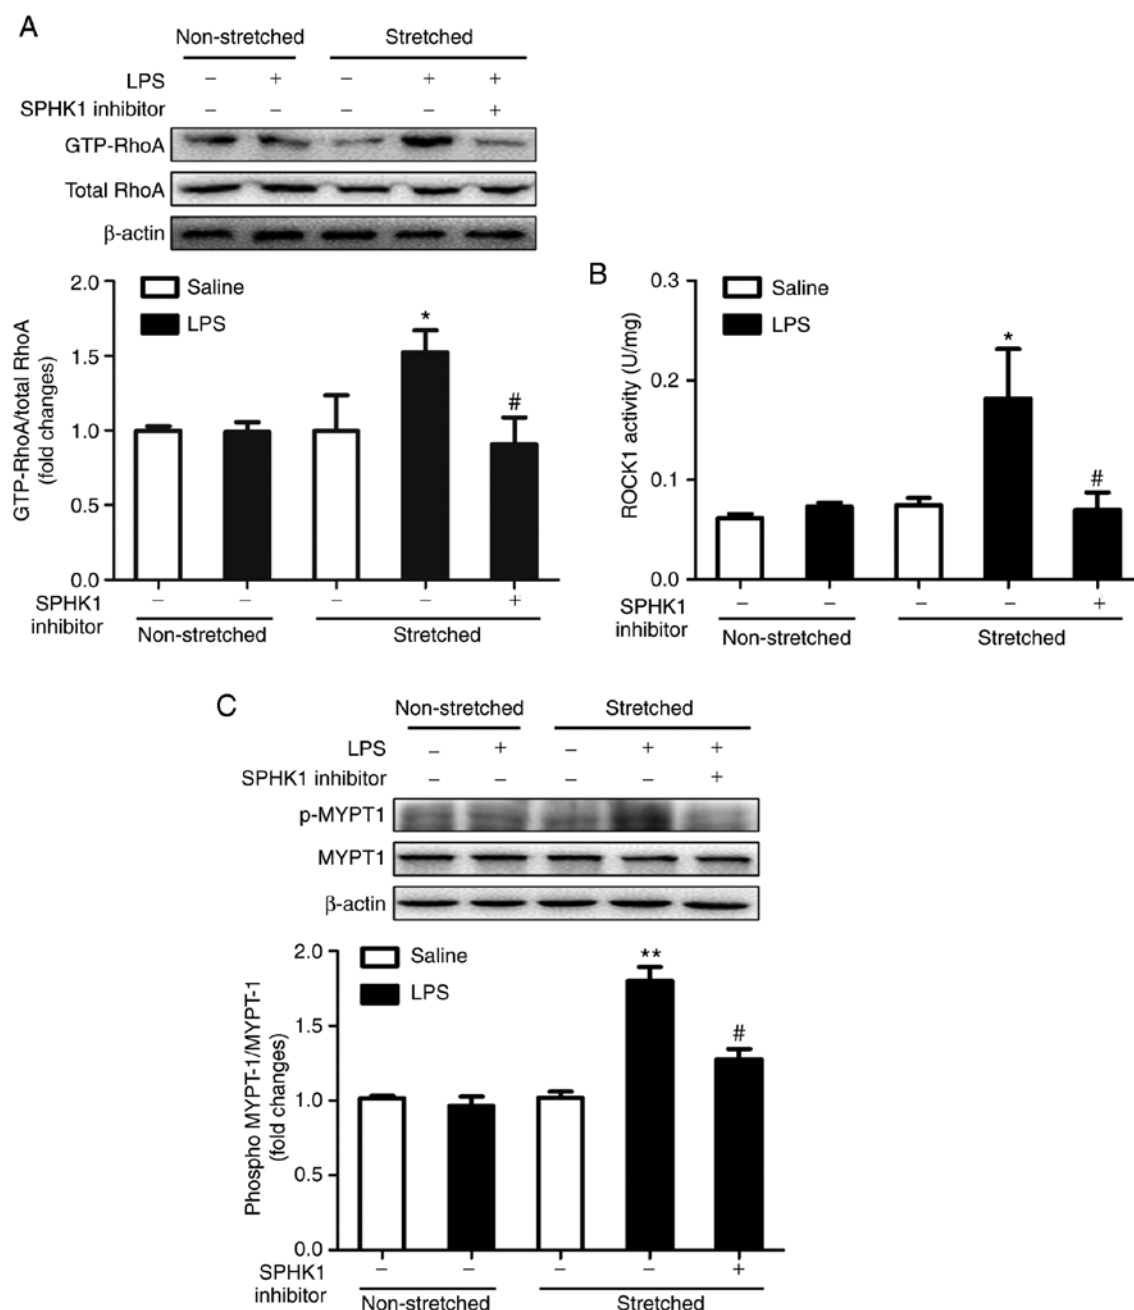 A
Non-stretched Stretched
LPS – + – + +
SPHK1 inhibitor – – – – +
GTP-RhoA
Total RhoA
β-actin
2.0
1.5
1.0
0.5
0.0
GTP-RhoA/total RhoA
(fold changes)
Saline
LPS
*
#
SPHK1
inhibitor
– – – – +
Non-stretched Stretched
B
0.3
0.2
0.1
0.0
ROCK1 activity (U/mg)
Saline
LPS
*
#
SPHK1
inhibitor
– – – – +
Non-stretched Stretched
C
Non-stretched Stretched
LPS – + – + +
SPHK1 inhibitor – – – – +
p-MYPT1
MYPT1
β-actin
2.0
1.5
1.0
0.5
0.0
Phospho MYPT-1/MYPT-1
(fold changes)
Saline
LPS
**
#
SPHK1
inhibitor
– – – – +
Non-stretched Stretched